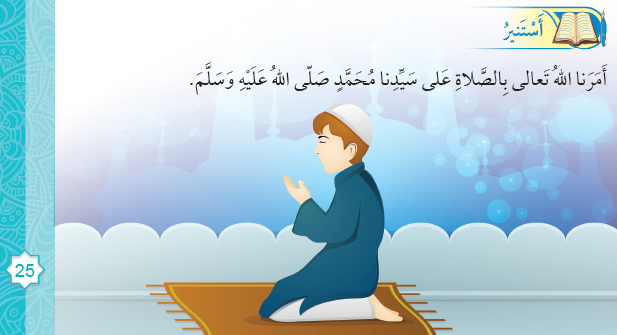 أَسْتَنيرُ
أَمَرَنا اللهُ تَعالى بِالصَّلاةِ عَلى سَيِّدِنا مُحَمَّدٍ صَلّى اللهُ عَلَيْهِ وَسَلَّمَ.
25